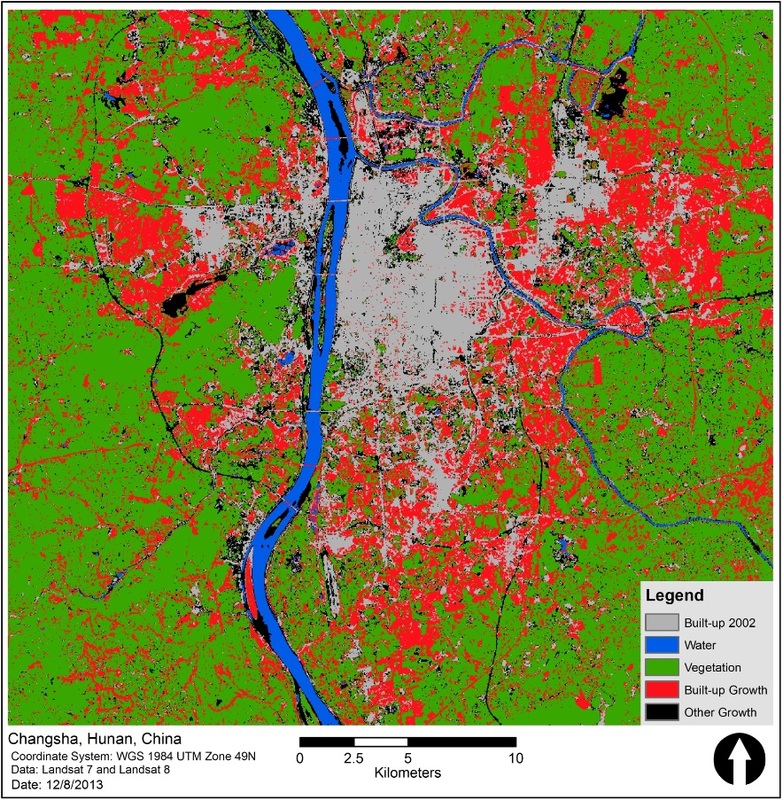 Legend
Built-up 2002
Water
Vegetation
Built-up Growth
Other Growth
Changsha, Hunan, China
Coordinate System: WGS 1984 UTM Zone 49N
Data: Landsat 7 and Landsat 8
Date: 12/8/2013
0 2.5 5 10
Kilometers